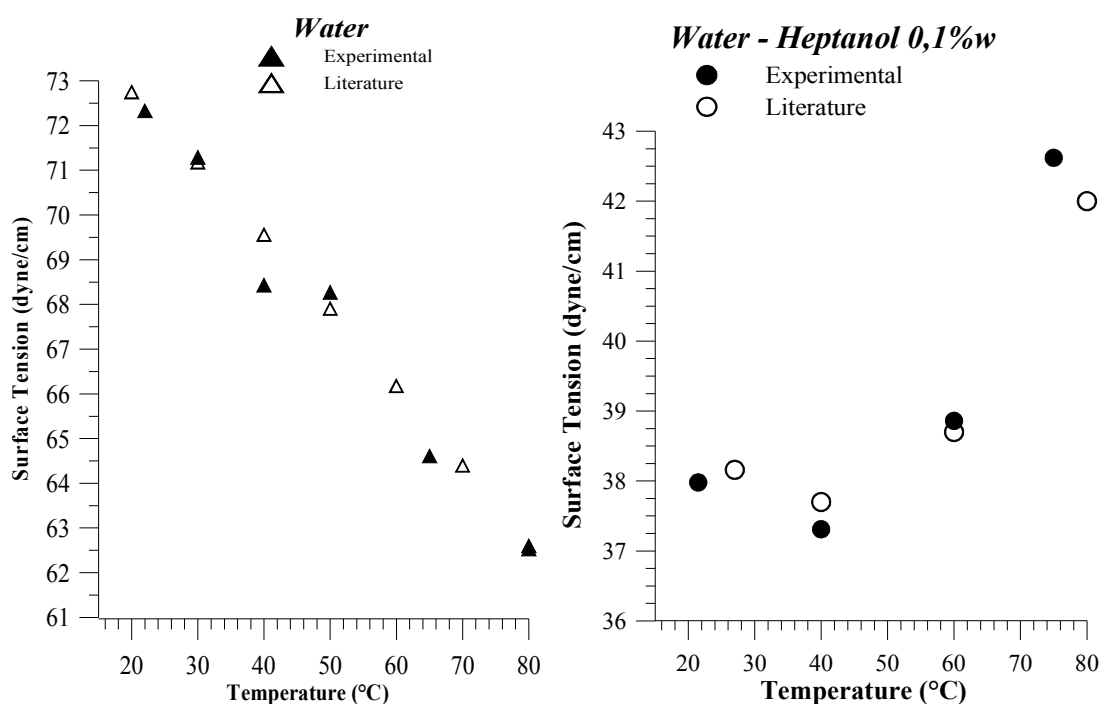 Water
Experimental
Literature
73
72
71
70
69
68
67
66
65
64
63
62
61
Surface Tension (dyne/cm)
20 30 40 50 60 70 80
Temperature (°C)
Water - Heptanol 0,1%w
Experimental
Literature
43
42
41
40
39
38
37
36
Surface Tension (dyne/cm)
20 30 40 50 60 70 80
Temperature (°C)